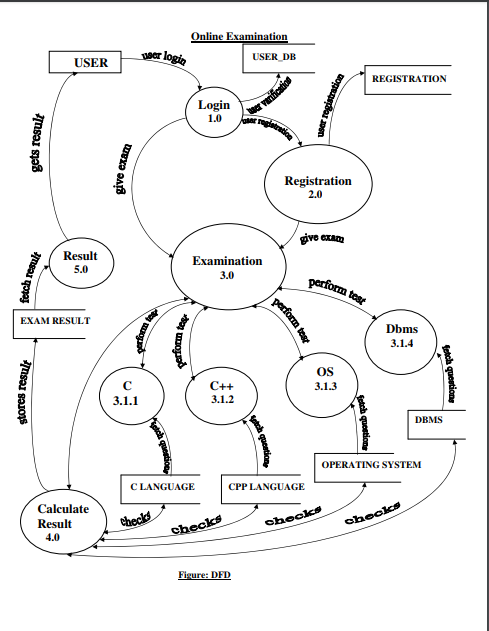 Online Examination
USER
user login
USER_DB
REGISTRATION
Login
1.0
user verification
user registration
user registration
gets result
give exam
Registration
2.0
give exam
Result
5.0
Examination
3.0
fetch result
perform test
EXAM RESULT
perform test
perform test
perform test
Dbms
3.1.4
C
3.1.1
C++
3.1.2
OS
3.1.3
fetch questions
stores result
fetch questions
fetch questions
fetch questions
DBMS
OPERATING SYSTEM
C LANGUAGE
CPP LANGUAGE
Calculate
Result
4.0
checks
checks
checks
checks
Figure: DFD